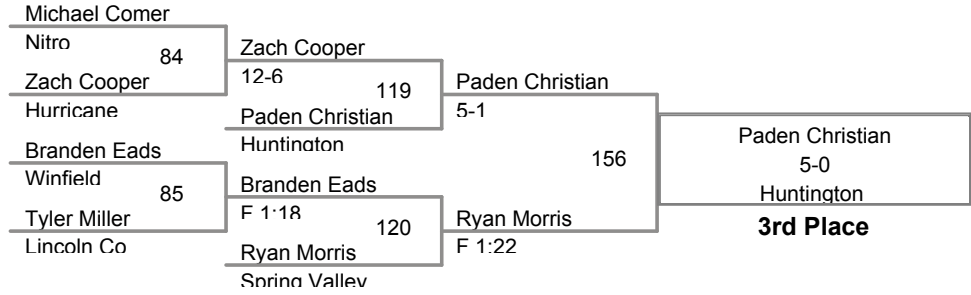 Michael Comer
Nitro
84
Zach Cooper
Hurricane
Branden Eads
Winfield
85
Tyler Miller
Lincoln Co
Zach Cooper
12-6
119
Paden Christian
Huntington
Branden Eads
F 1:18
120
Ryan Morris
Spring Valley
Paden Christian
5-1
156
Ryan Morris
F 1:22
Paden Christian
5-0
Huntington
3rd Place